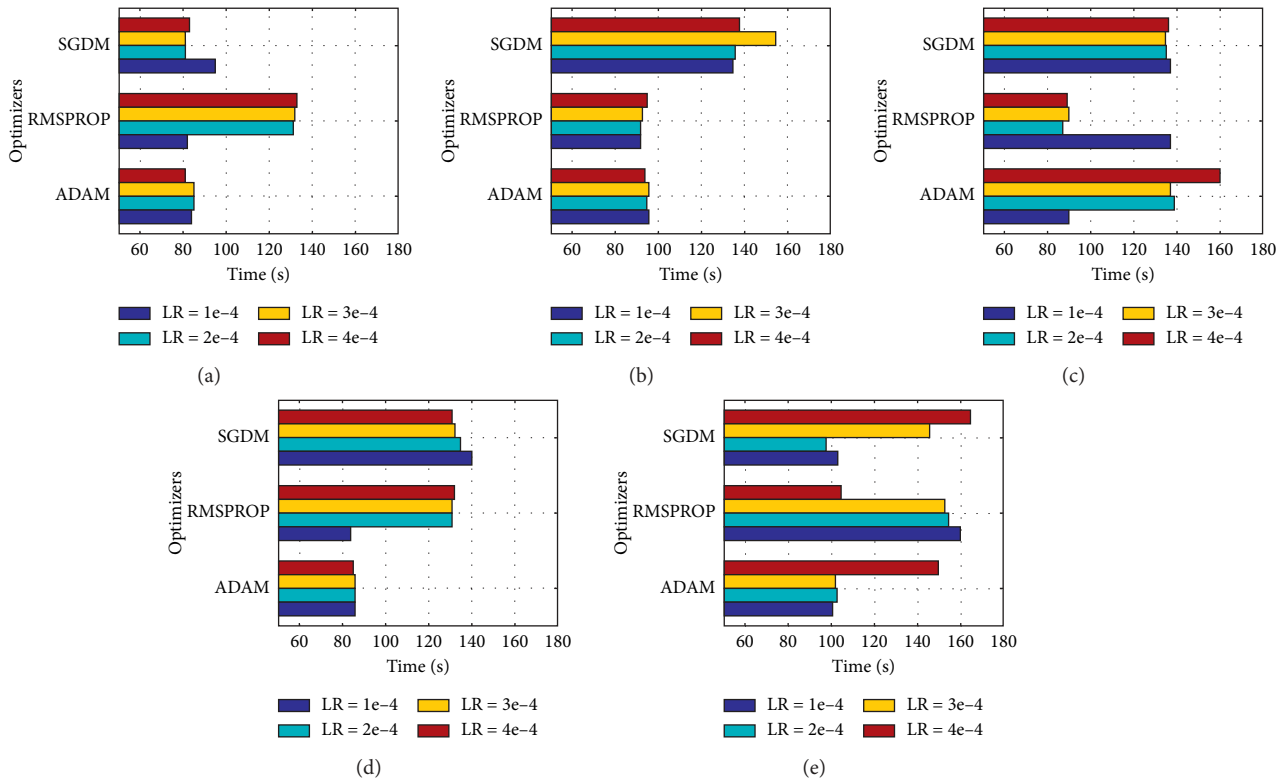 SGDM
RMSPROP
ADAM
Optimizers
60 80 100 120 140 160 180
Time (s)
LR = 1e–4 LR = 3e–4
LR = 2e–4 LR = 4e–4
(a)
SGDM
RMSPROP
ADAM
Optimizers
60 80 100 120 140 160 180
Time (s)
LR = 1e–4 LR = 3e–4
LR = 2e–4 LR = 4e–4
(b)
SGDM
RMSPROP
ADAM
Optimizers
60 80 100 120 140 160 180
Time (s)
LR = 1e–4 LR = 3e–4
LR = 2e–4 LR = 4e–4
(c)
SGDM
RMSPROP
ADAM
Optimizers
60 80 100 120 140 160 180
Time (s)
LR = 1e–4 LR = 3e–4
LR = 2e–4 LR = 4e–4
(d)
SGDM
RMSPROP
ADAM
Optimizers
60 80 100 120 140 160 180
Time (s)
LR = 1e–4 LR = 3e–4
LR = 2e–4 LR = 4e–4
(e)